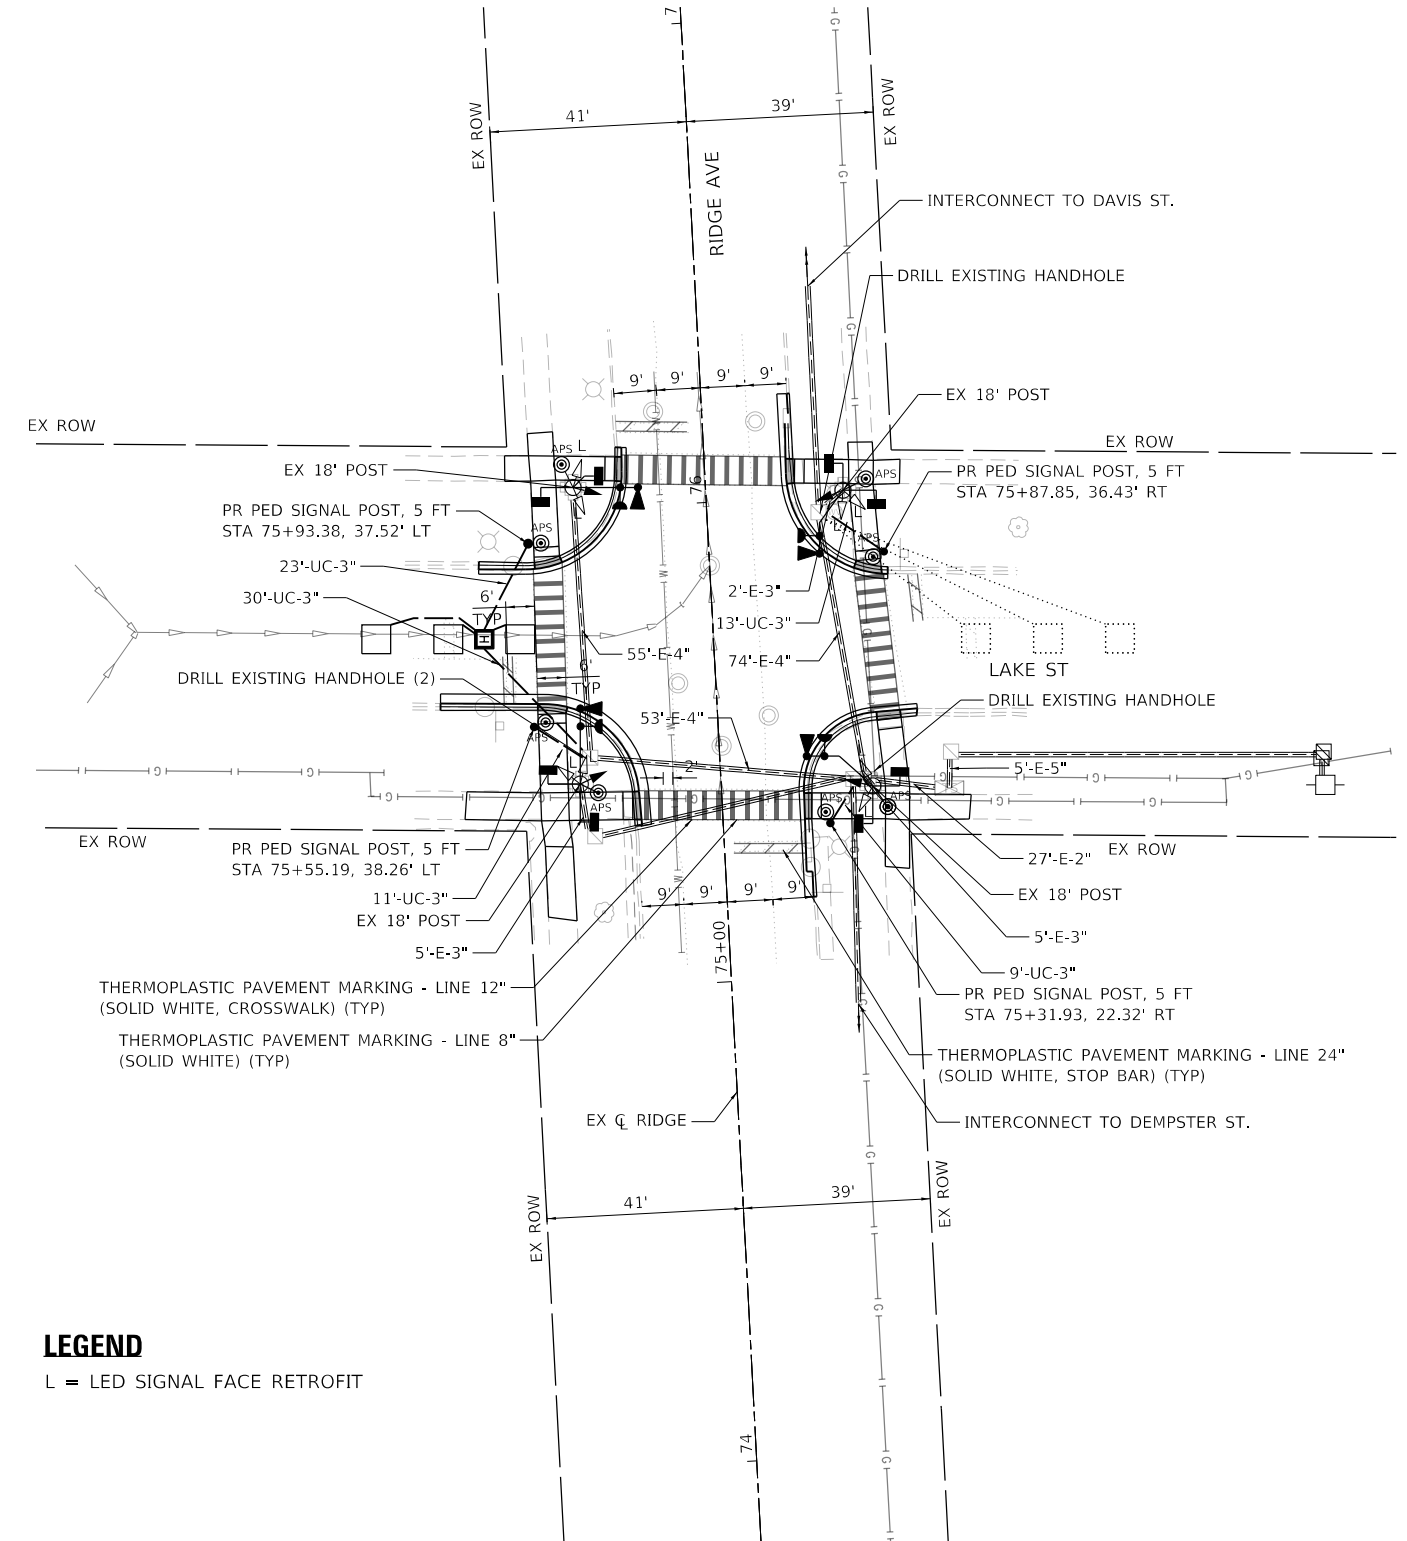 7
41'
39'
EX ROW
EX ROW
RIDGE AVE
INTERCONNECT TO DAVIS ST.
DRILL EXISTING HANDHOLE
9'
9'
9'
9'
EX 18' POST
EX ROW
EX ROW
APS
L
EX 18' POST
76
APS
PR PED SIGNAL POST, 5 FT
STA 75+87.85, 36.43' RT
PR PED SIGNAL POST, 5 FT
STA 75+93.38, 37.52' LT
L
APS
L
L
APS
23'-UC-3"
30'-UC-3"
6'
TYP
2'-E-3"
13'-UC-3"
H
55'-E-4"
74'-E-4"
LAKE ST
DRILL EXISTING HANDHOLE (2)
6'
TYP
DRILL EXISTING HANDHOLE
53'-E-4"
APS
L
L
2'
5'-E-5"
APS
APS
APS
EX ROW
PR PED SIGNAL POST, 5 FT
STA 75+55.19, 38.26' LT
EX ROW
27'-E-2"
11'-UC-3"
9'
9'
9'
9'
EX 18' POST
EX 18' POST
5'-E-3"
5'-E-3"
75+00
9'-UC-3"
THERMOPLASTIC PAVEMENT MARKING - LINE 12"
(SOLID WHITE, CROSSWALK) (TYP)
PR PED SIGNAL POST, 5 FT
STA 75+31.93, 22.32' RT
THERMOPLASTIC PAVEMENT MARKING - LINE 8"
(SOLID WHITE) (TYP)
THERMOPLASTIC PAVEMENT MARKING - LINE 24"
(SOLID WHITE, STOP BAR) (TYP)
EX ℄ RIDGE
INTERCONNECT TO DEMPSTER ST.
41'
39'
EX ROW
EX ROW
LEGEND
L = LED SIGNAL FACE RETROFIT
74